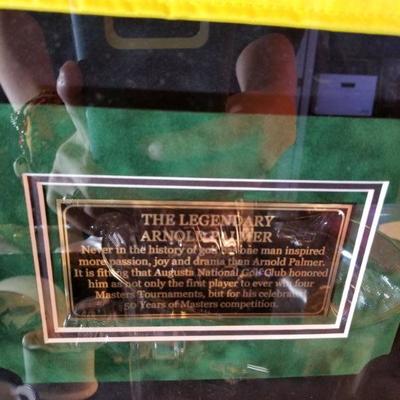 THE LEGENDARY
ARNOLD PALMER
Never in the history of golf has one man inspired
more passion, joy and drama than Arnold Palmer.
It is fitting that Augusta National Golf Club honored
him as not only the first player to ever win four
Masters Tournaments, but for his celebrated
50 Years of Masters competition.